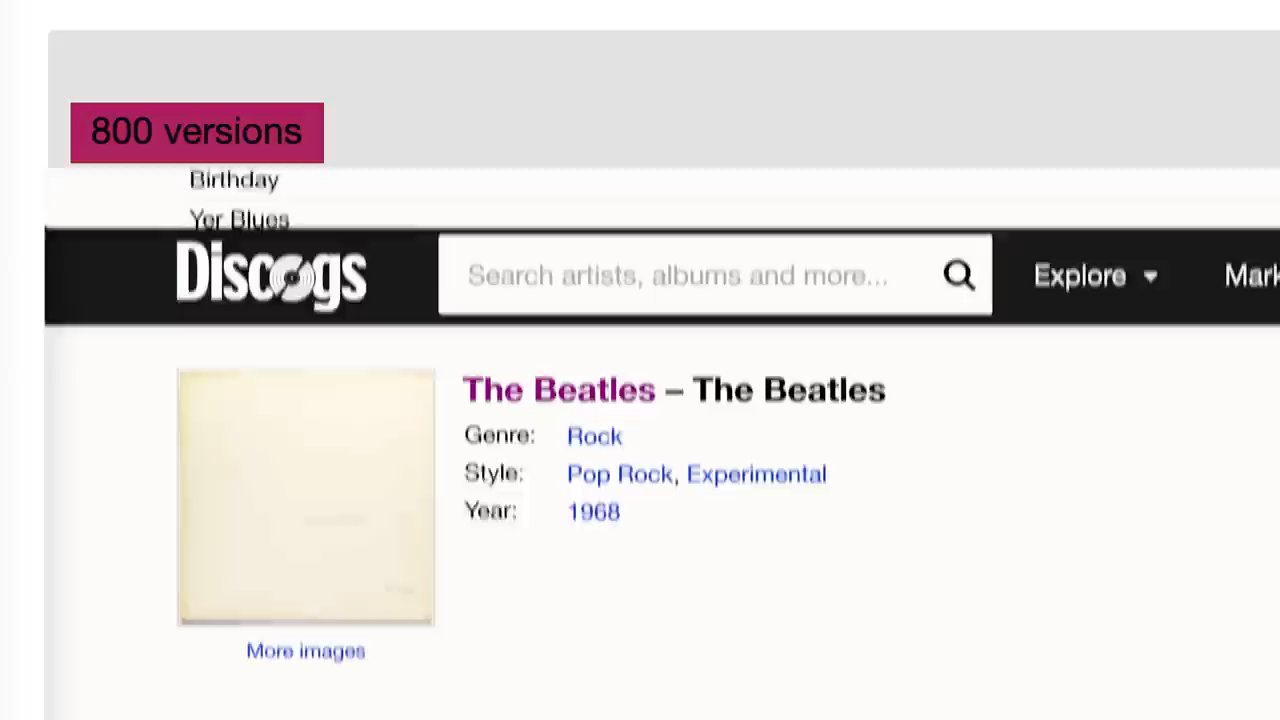 800 versions
Birthday
Yer Blues
Discogs
Search artists, albums and more...
Explore
Mark
The Beatles – The Beatles
Genre: Rock
Style: Pop Rock, Experimental
Year: 1968
More images